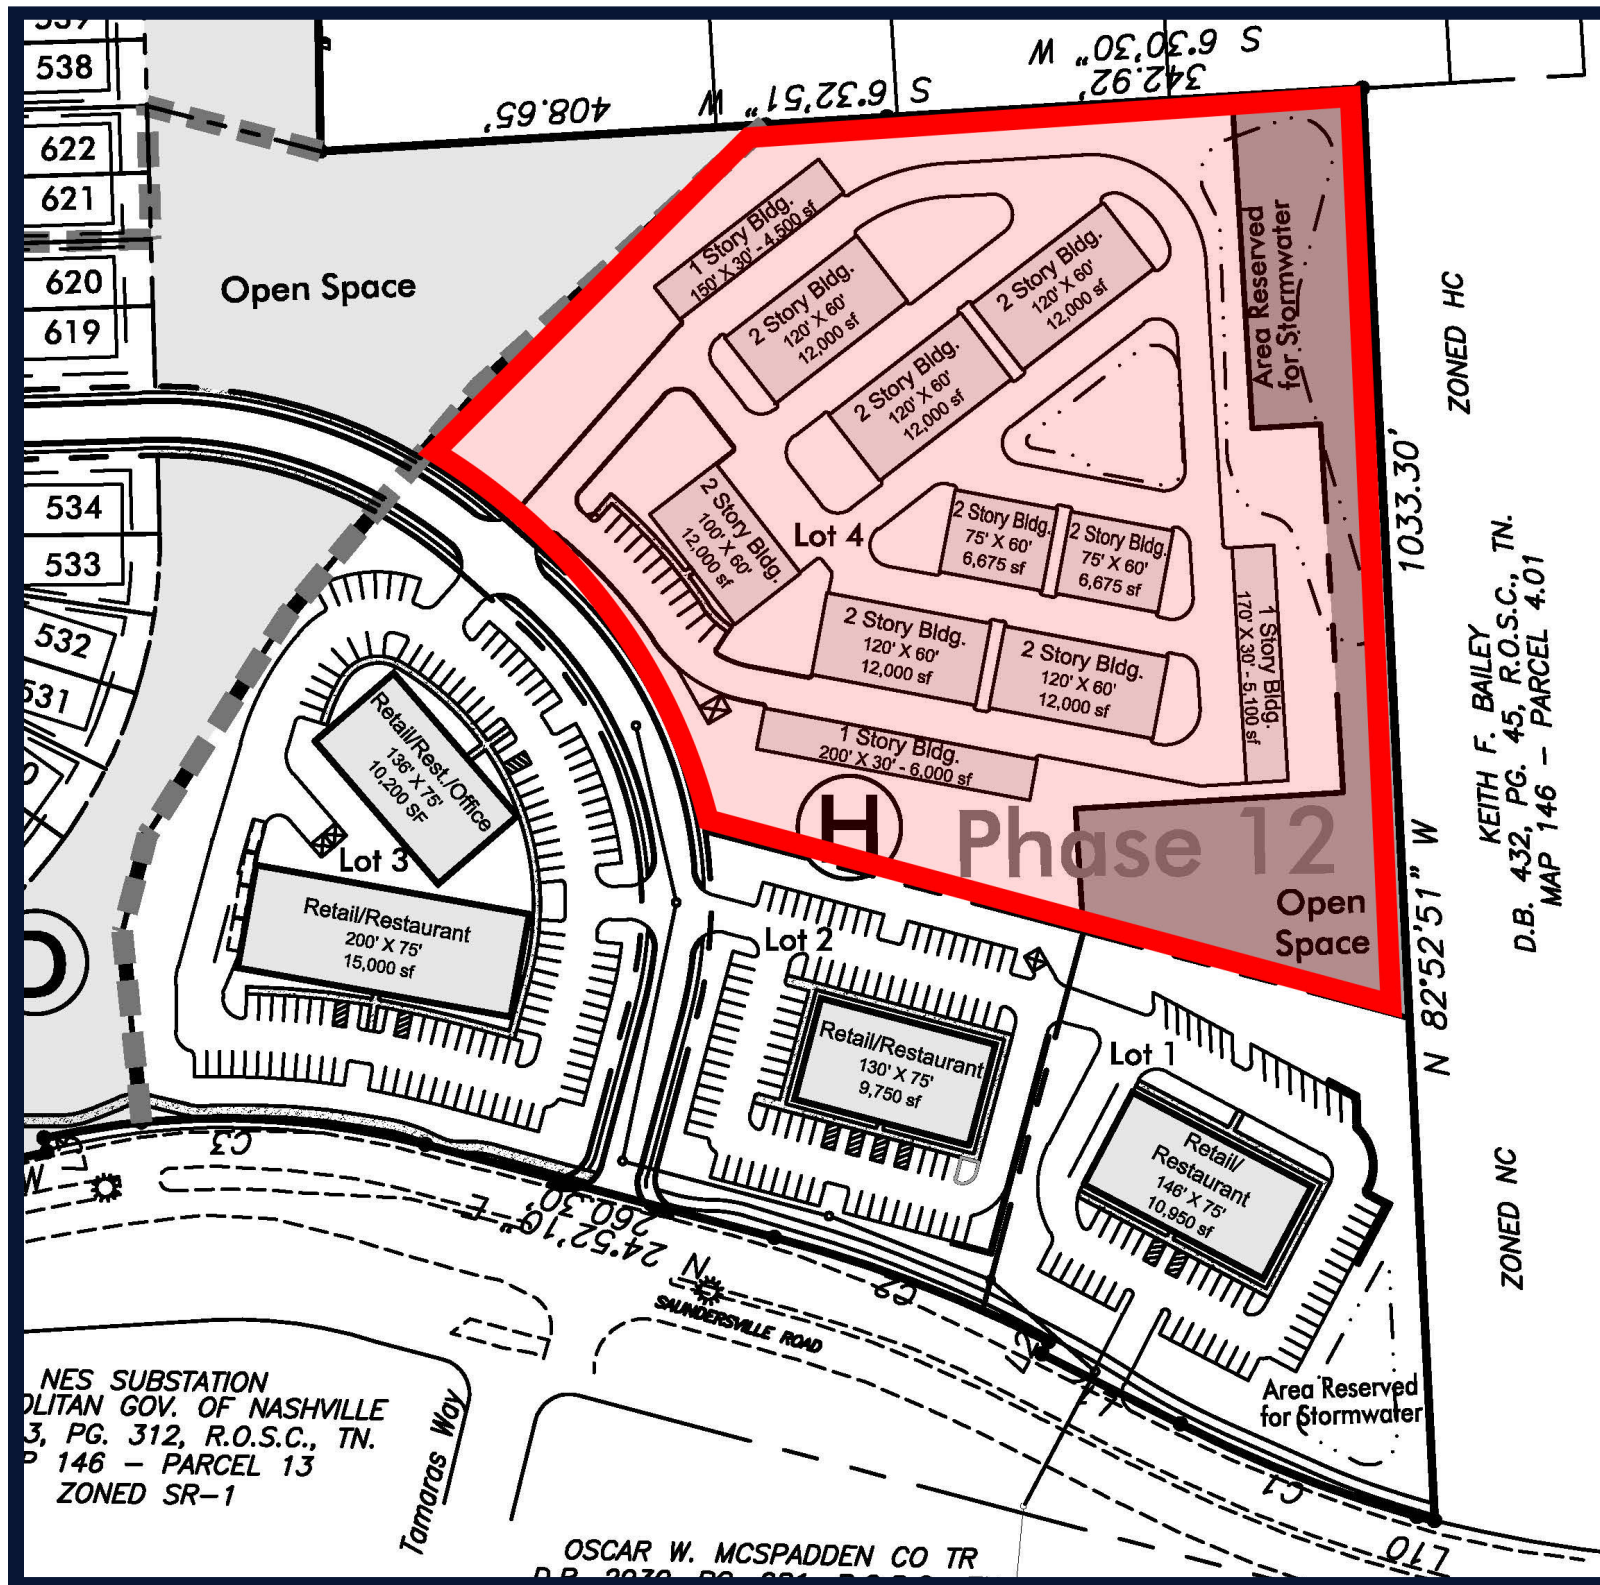 538
622
621
620
619
534
533
532
531
Open Space
408.65'
S 6°32'51" W
342.92'
S 6°30'30" W
1 Story Bldg.
150' X 30' - 4,500 sf
2 Story Bldg.
120' X 60'
12,000 sf
2 Story Bldg.
120' X 60'
12,000 sf
2 Story Bldg.
120' X 60'
12,000 sf
Area Reserved
for Stormwater
2 Story Bldg.
100' X 60'
12,000 sf
Lot 4
2 Story Bldg.
75' X 60'
6,675 sf
2 Story Bldg.
75' X 60'
6,675 sf
2 Story Bldg.
120' X 60'
12,000 sf
2 Story Bldg.
120' X 60'
12,000 sf
1 Story Bldg.
170' X 30' - 5,100 sf
1 Story Bldg.
200' X 30' - 6,000 sf
H
Phase 12
Open
Space
ZONED HC
1033.30'
N 82°52'51" W
KEITH F. BAILEY
D.B. 432, PG. 45, R.O.S.C., TN.
MAP 146 - PARCEL 4.01
ZONED NC
Retail/Rest./Office
136' X 75'
10,200 SF
Lot 3
Retail/Restaurant
200' X 75'
15,000 sf
D
Lot 2
Retail/Restaurant
130' X 75'
9,750 sf
Lot 1
Retail/
Restaurant
146' X 75'
10,950 sf
Area Reserved
for Stormwater
C3
N 24°52'10" E
260.30'
C2
L2
L1
C1
L10
SAUNDERSVILLE ROAD
Tamaras Way
NES SUBSTATION
OLITAN GOV. OF NASHVILLE
3, PG. 312, R.O.S.C., TN.
P 146 - PARCEL 13
ZONED SR-1
OSCAR W. MCSPADDEN CO TR